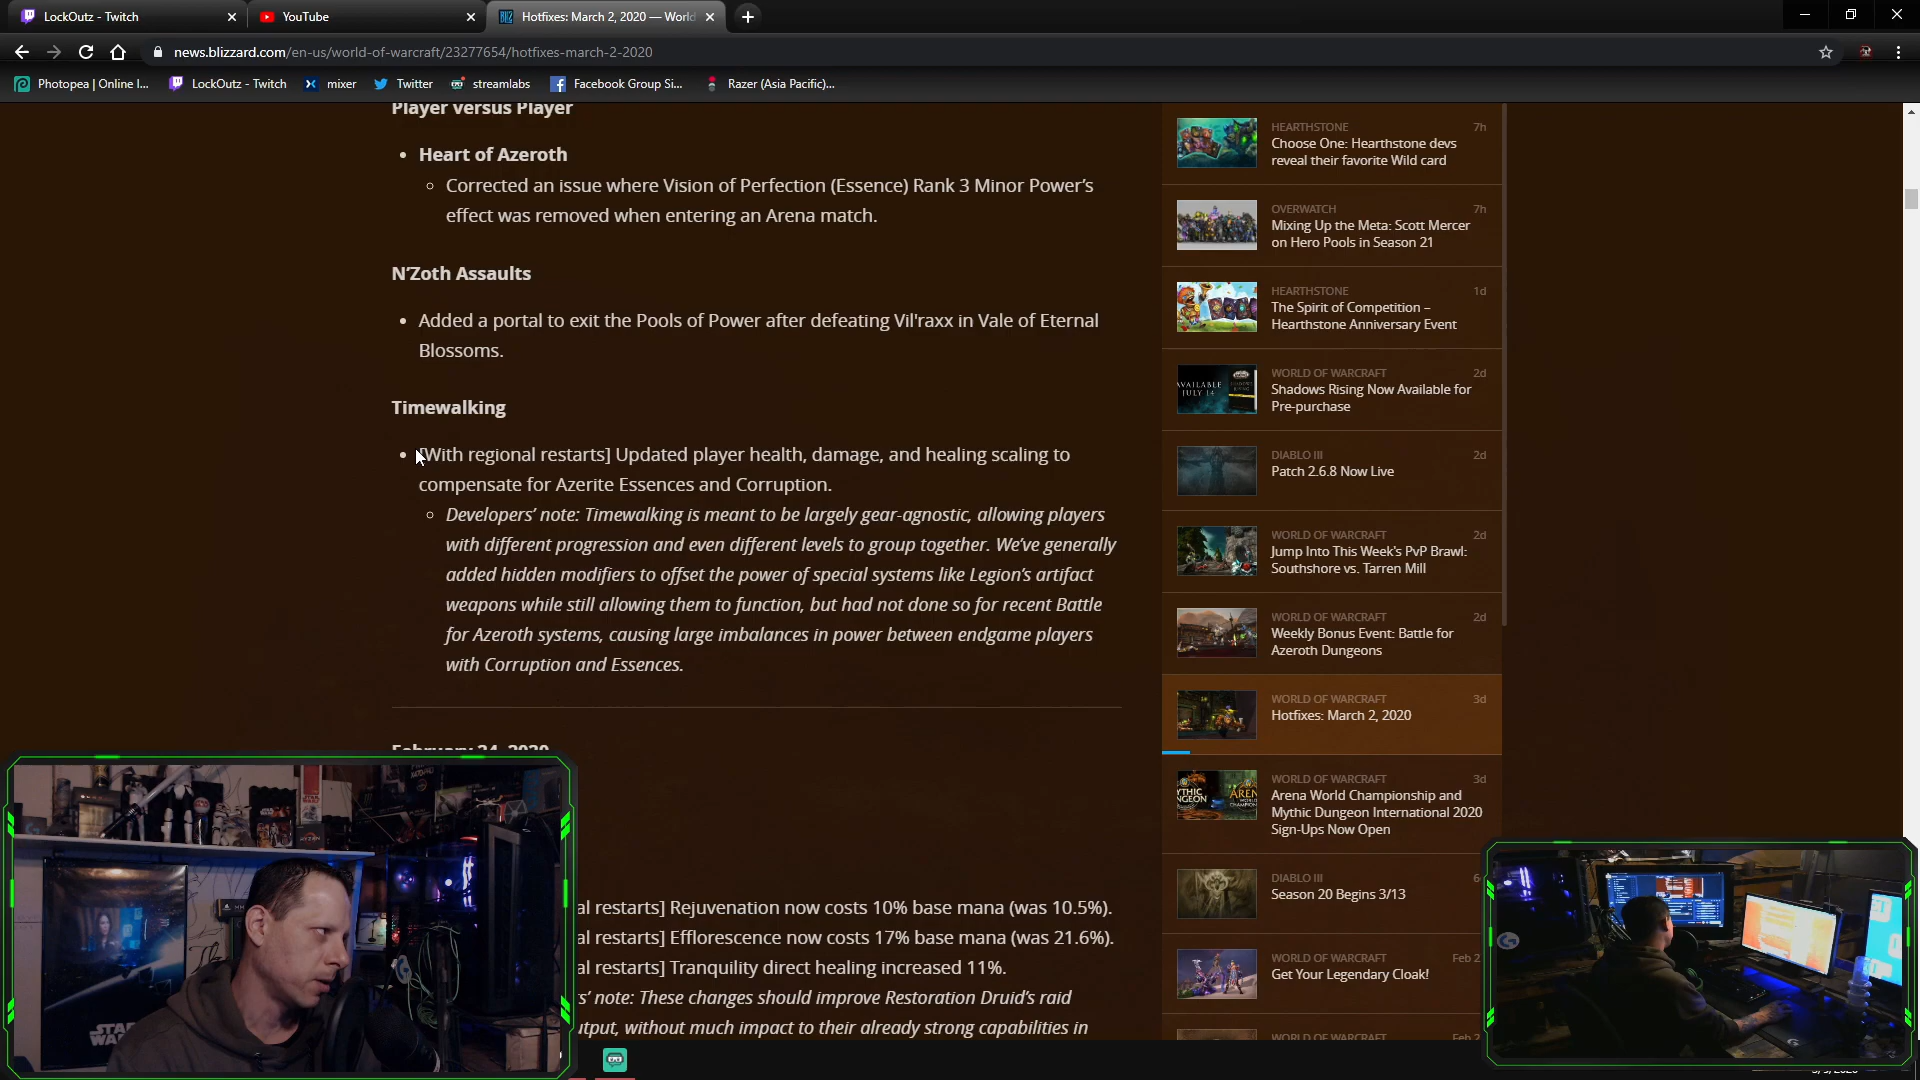 LockOutz - Twitch
YouTube
Hotfixes: March 2, 2020 — World
news.blizzard.com/en-us/world-of-warcraft/23277654/hotfixes-march-2-2020
Photopea | Online I...
LockOutz - Twitch
mixer
Twitter
streamlabs
Facebook Group Si...
Razer (Asia Pacific)...
Player versus Player
• Heart of Azeroth
Corrected an issue where Vision of Perfection (Essence) Rank 3 Minor Power’s
effect was removed when entering an Arena match.
N’Zoth Assaults
• Added a portal to exit the Pools of Power after defeating Vil'raxx in Vale of Eternal
Blossoms.
Timewalking
• [With regional restarts] Updated player health, damage, and healing scaling to
compensate for Azerite Essences and Corruption.
Developers’ note: Timewalking is meant to be largely gear-agnostic, allowing players
with different progression and even different levels to group together. We’ve generally
added hidden modifiers to offset the power of special systems like Legion’s artifact
weapons while still allowing them to function, but had not done so for recent Battle
for Azeroth systems, causing large imbalances in power between endgame players
with Corruption and Essences.
February 24, 2020
al restarts] Rejuvenation now costs 10% base mana (was 10.5%).
al restarts] Efflorescence now costs 17% base mana (was 21.6%).
al restarts] Tranquility direct healing increased 11%.
s’ note: These changes should improve Restoration Druid’s raid
utput, without much impact to their already strong capabilities in
HEARTHSTONE 7h
Choose One: Hearthstone devs
reveal their favorite Wild card
OVERWATCH 7h
Mixing Up the Meta: Scott Mercer
on Hero Pools in Season 21
HEARTHSTONE 1d
The Spirit of Competition –
Hearthstone Anniversary Event
AVAILABLE
JULY 14
WORLD OF WARCRAFT 2d
Shadows Rising Now Available for
Pre-purchase
DIABLO III 2d
Patch 2.6.8 Now Live
WORLD OF WARCRAFT 2d
Jump Into This Week’s PvP Brawl:
Southshore vs. Tarren Mill
WORLD OF WARCRAFT 2d
Weekly Bonus Event: Battle for
Azeroth Dungeons
WORLD OF WARCRAFT 3d
Hotfixes: March 2, 2020
WORLD OF WARCRAFT 3d
Arena World Championship and
Mythic Dungeon International 2020
Sign-Ups Now Open
DIABLO III 6
Season 20 Begins 3/13
WORLD OF WARCRAFT Feb 2
Get Your Legendary Cloak!
WORLD OF WARCRAFT Feb 2
STAR
WARS